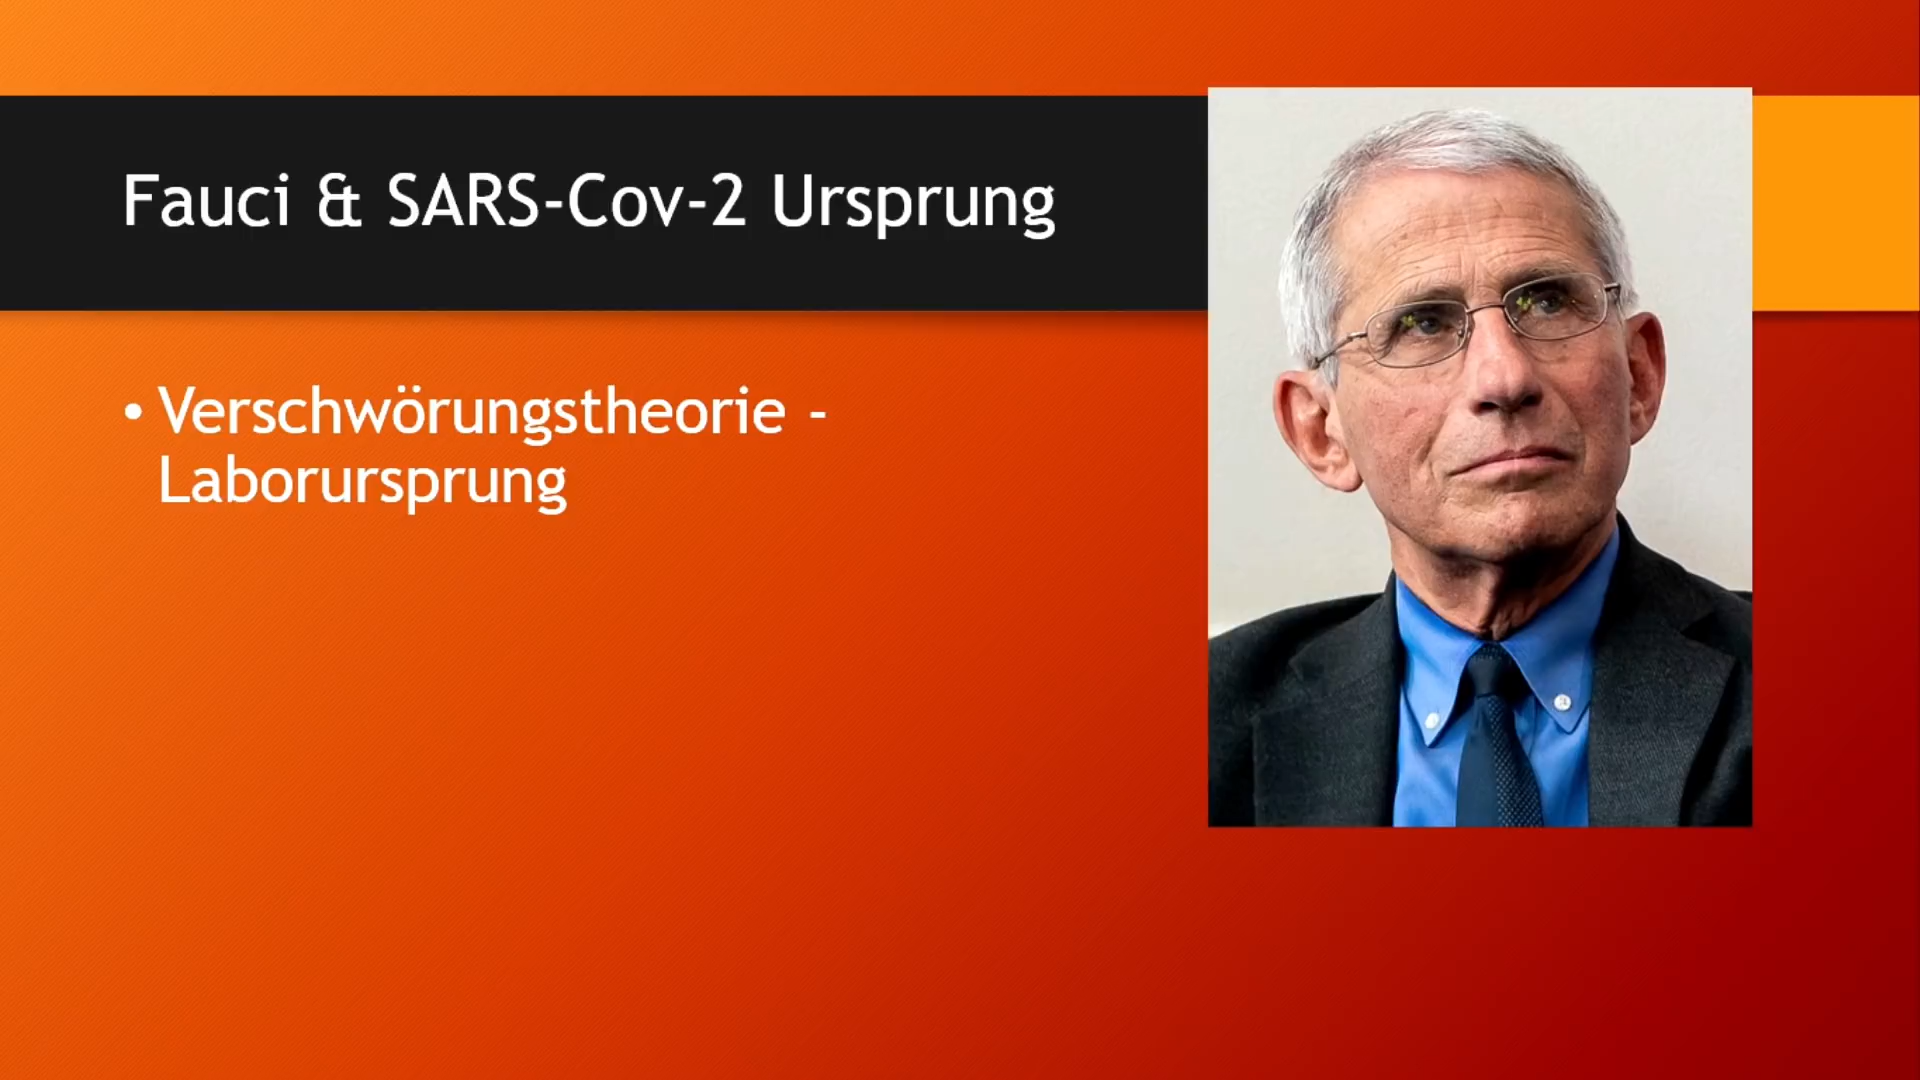 Fauci & SARS-Cov-2 Ursprung
• Verschwörungstheorie -
Laborursprung